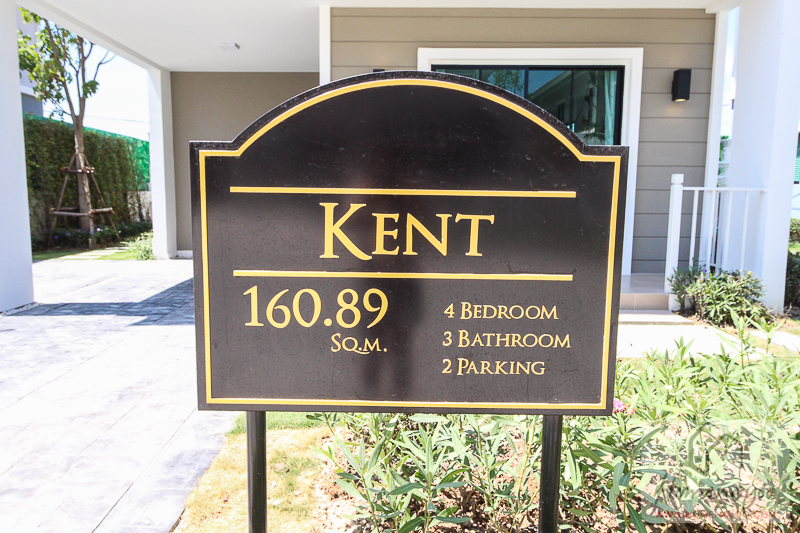 KENT
160.89
SQ.M.
4 BEDROOM
3 BATHROOM
2 PARKING